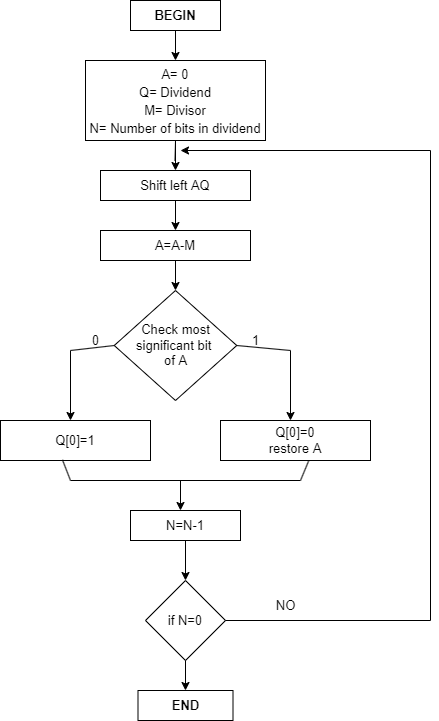 BEGIN
A= 0
Q= Dividend
M= Divisor
N= Number of bits in dividend
Shift left AQ
A=A-M
Check most
significant bit
of A
0
1
Q[0]=1
Q[0]=0
restore A
N=N-1
if N=0
NO
END